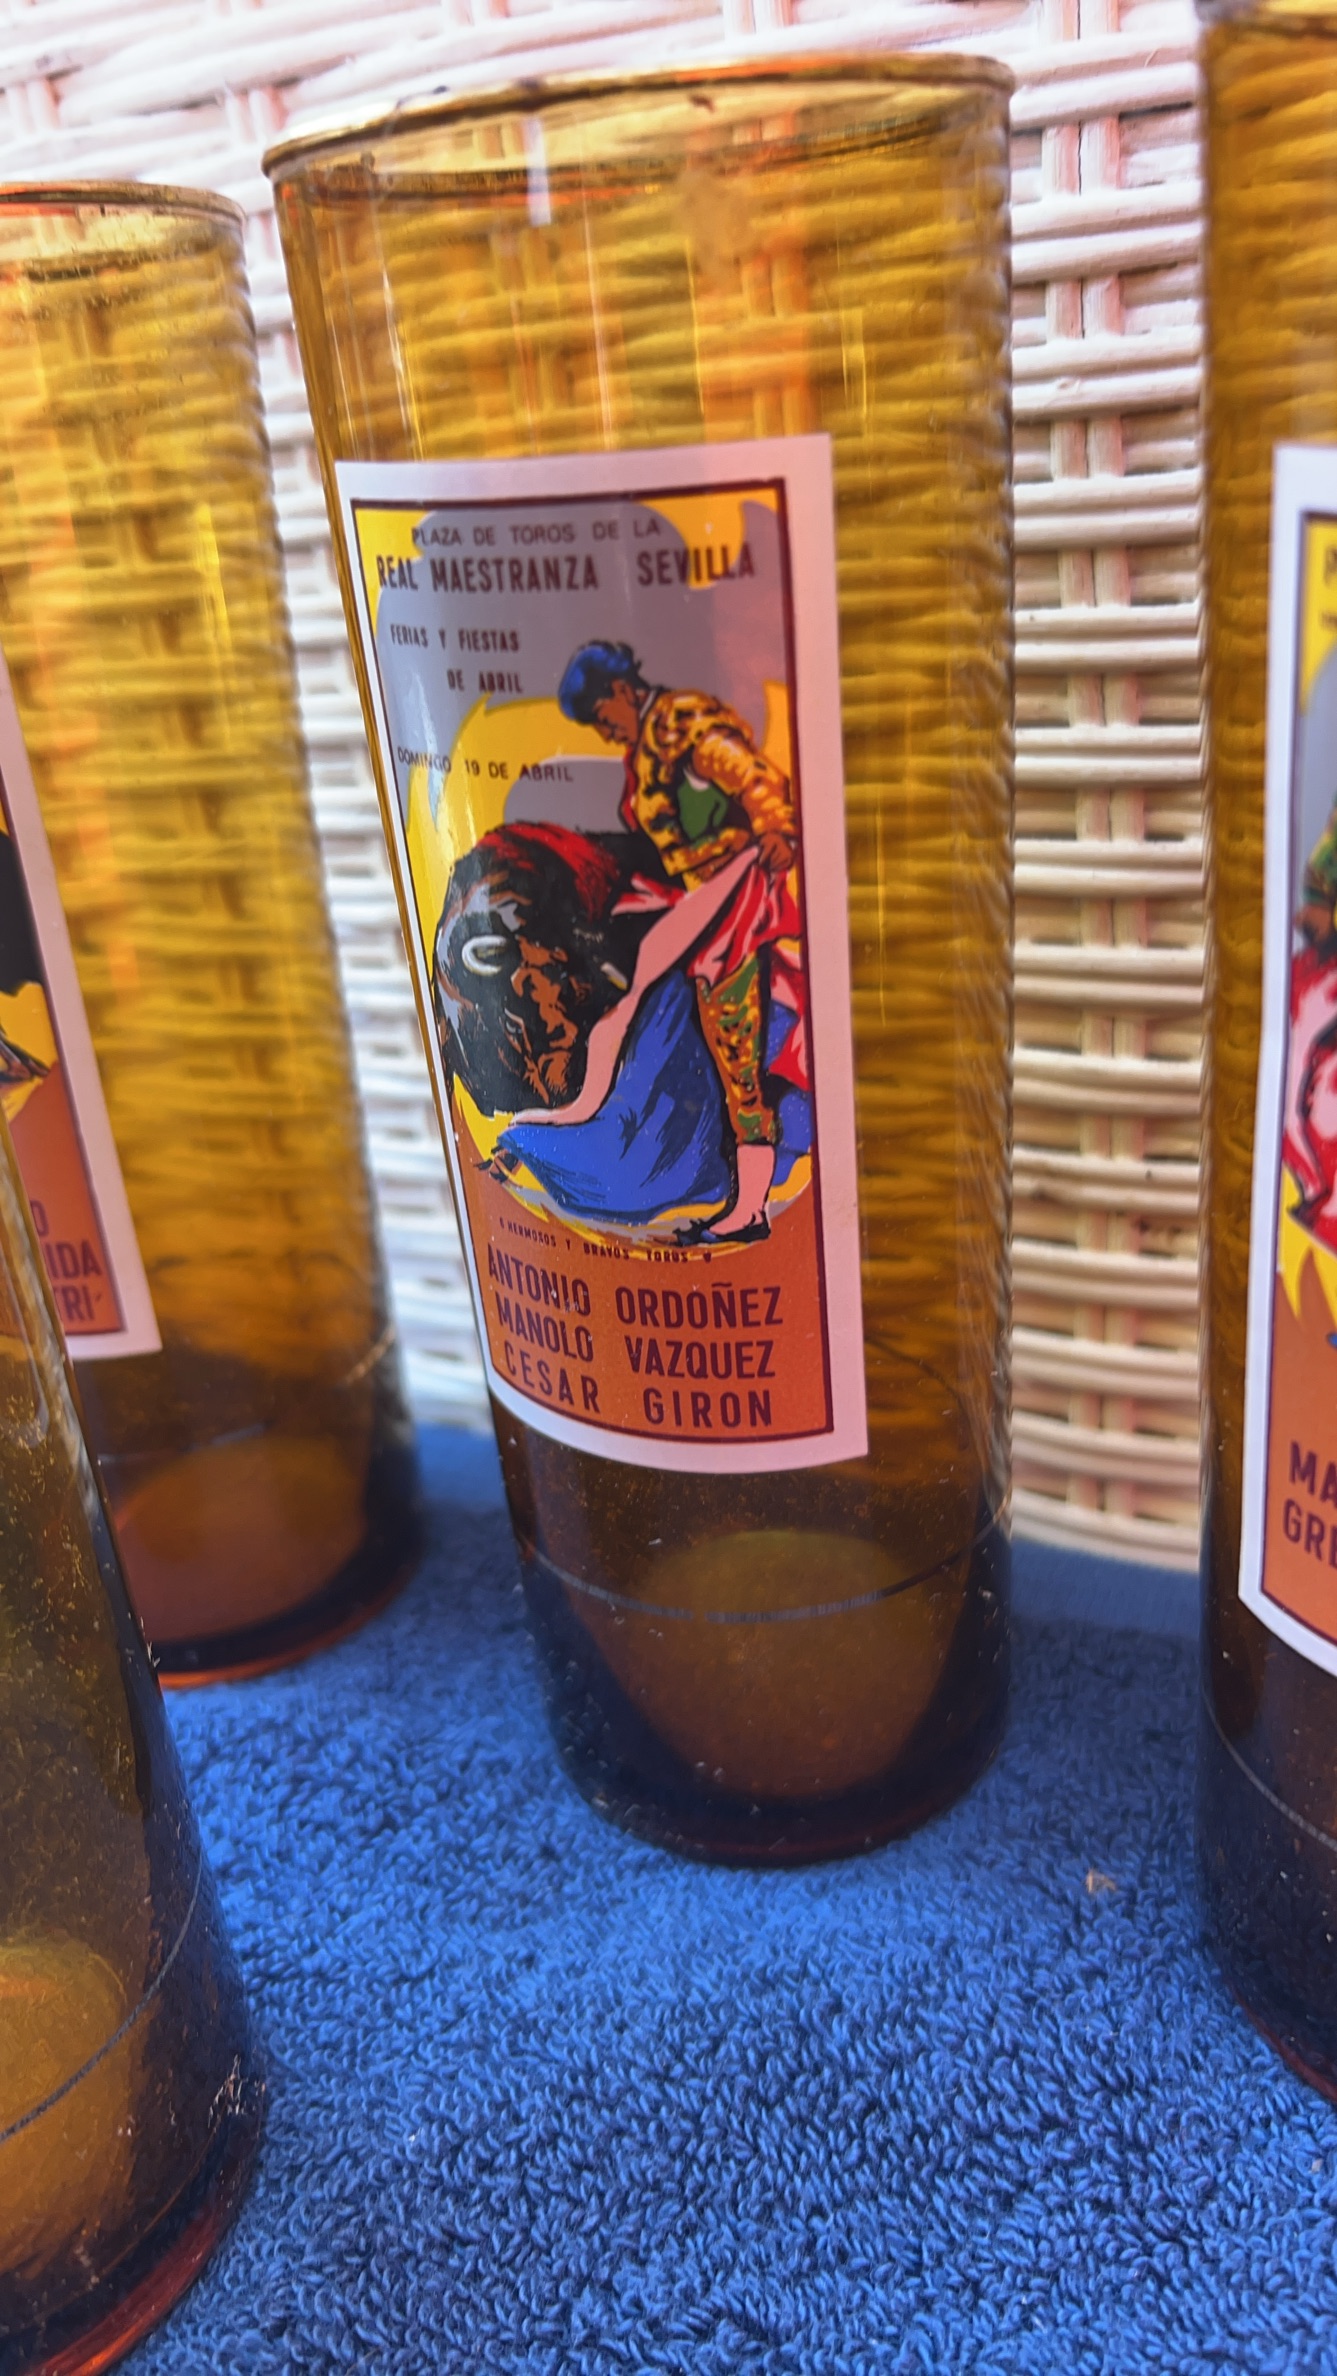 PLAZA DE TOROS DE LA
REAL MAESTRANZA SEVILLA
FERIAS Y FIESTAS
DE ABRIL
DOMINGO 19 DE ABRIL
6 HERMOSOS Y BRAVOS TOROS 6
ANTONIO ORDOÑEZ
MANOLO VAZQUEZ
CESAR GIRON